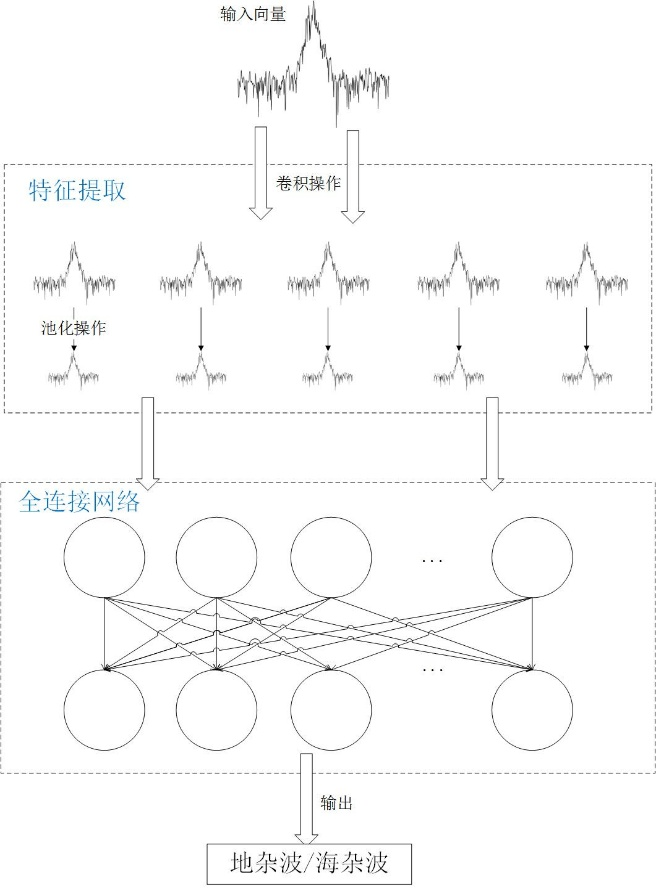 输入向量
特征提取
卷积操作
池化操作
全连接网络
...
...
输出
地杂波/海杂波